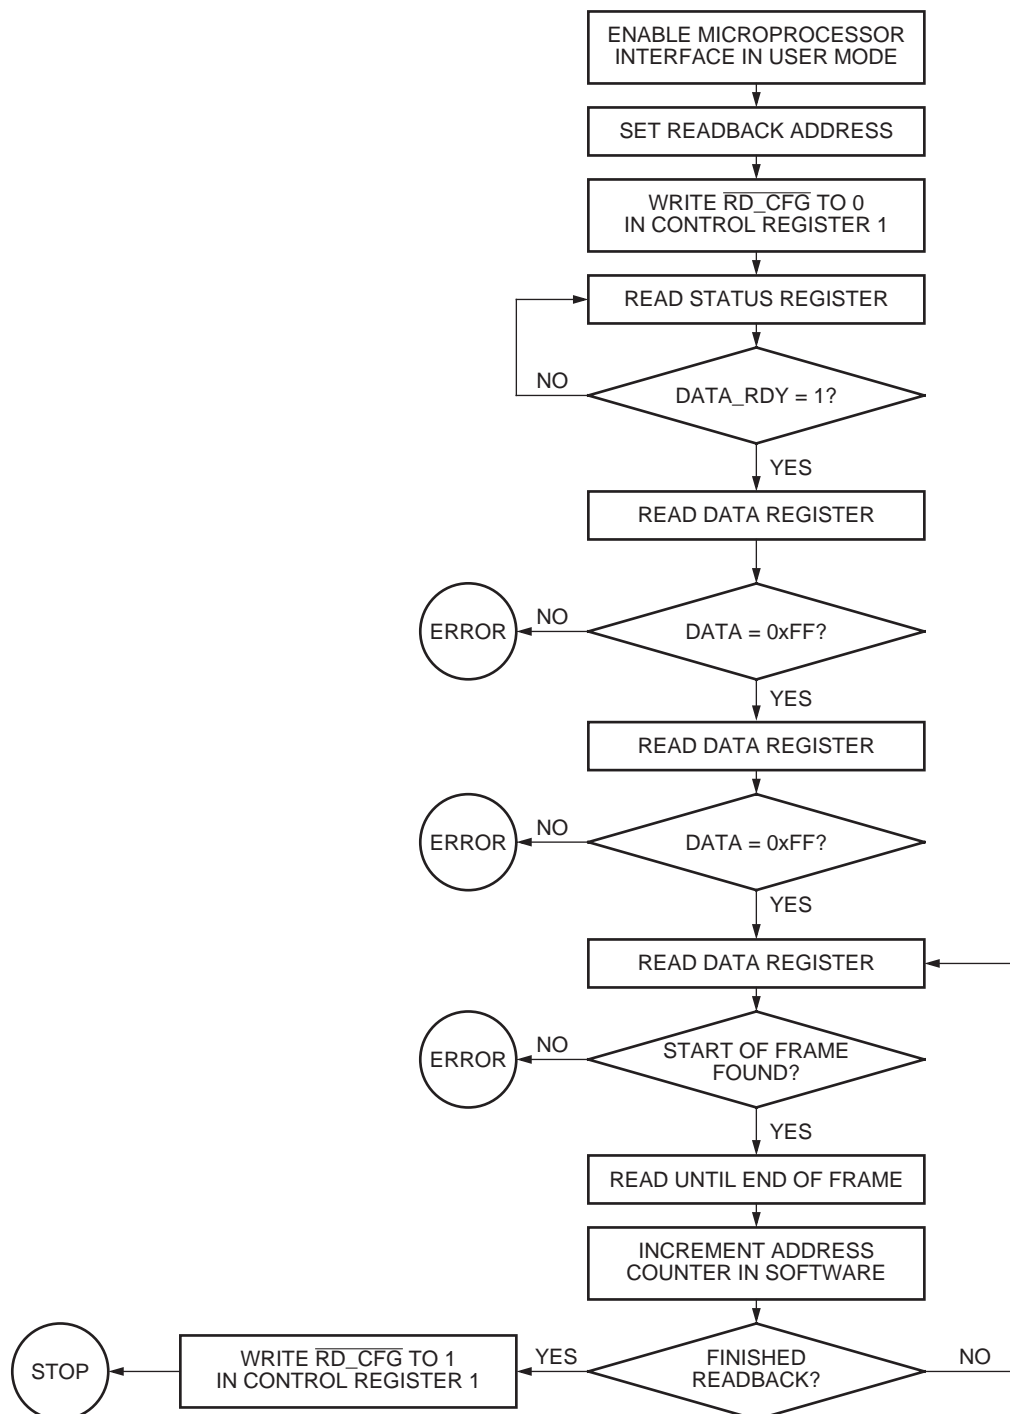 ENABLE MICROPROCESSOR
INTERFACE IN USER MODE
SET READBACK ADDRESS
WRITE RD_CFG TO 0
IN CONTROL REGISTER 1
READ STATUS REGISTER
NO
DATA_RDY = 1?
YES
READ DATA REGISTER
ERROR
NO
DATA = 0xFF?
YES
READ DATA REGISTER
ERROR
NO
DATA = 0xFF?
YES
READ DATA REGISTER
ERROR
NO
START OF FRAME
FOUND?
YES
READ UNTIL END OF FRAME
INCREMENT ADDRESS
COUNTER IN SOFTWARE
STOP
WRITE RD_CFG TO 1
IN CONTROL REGISTER 1
YES
FINISHED
READBACK?
NO